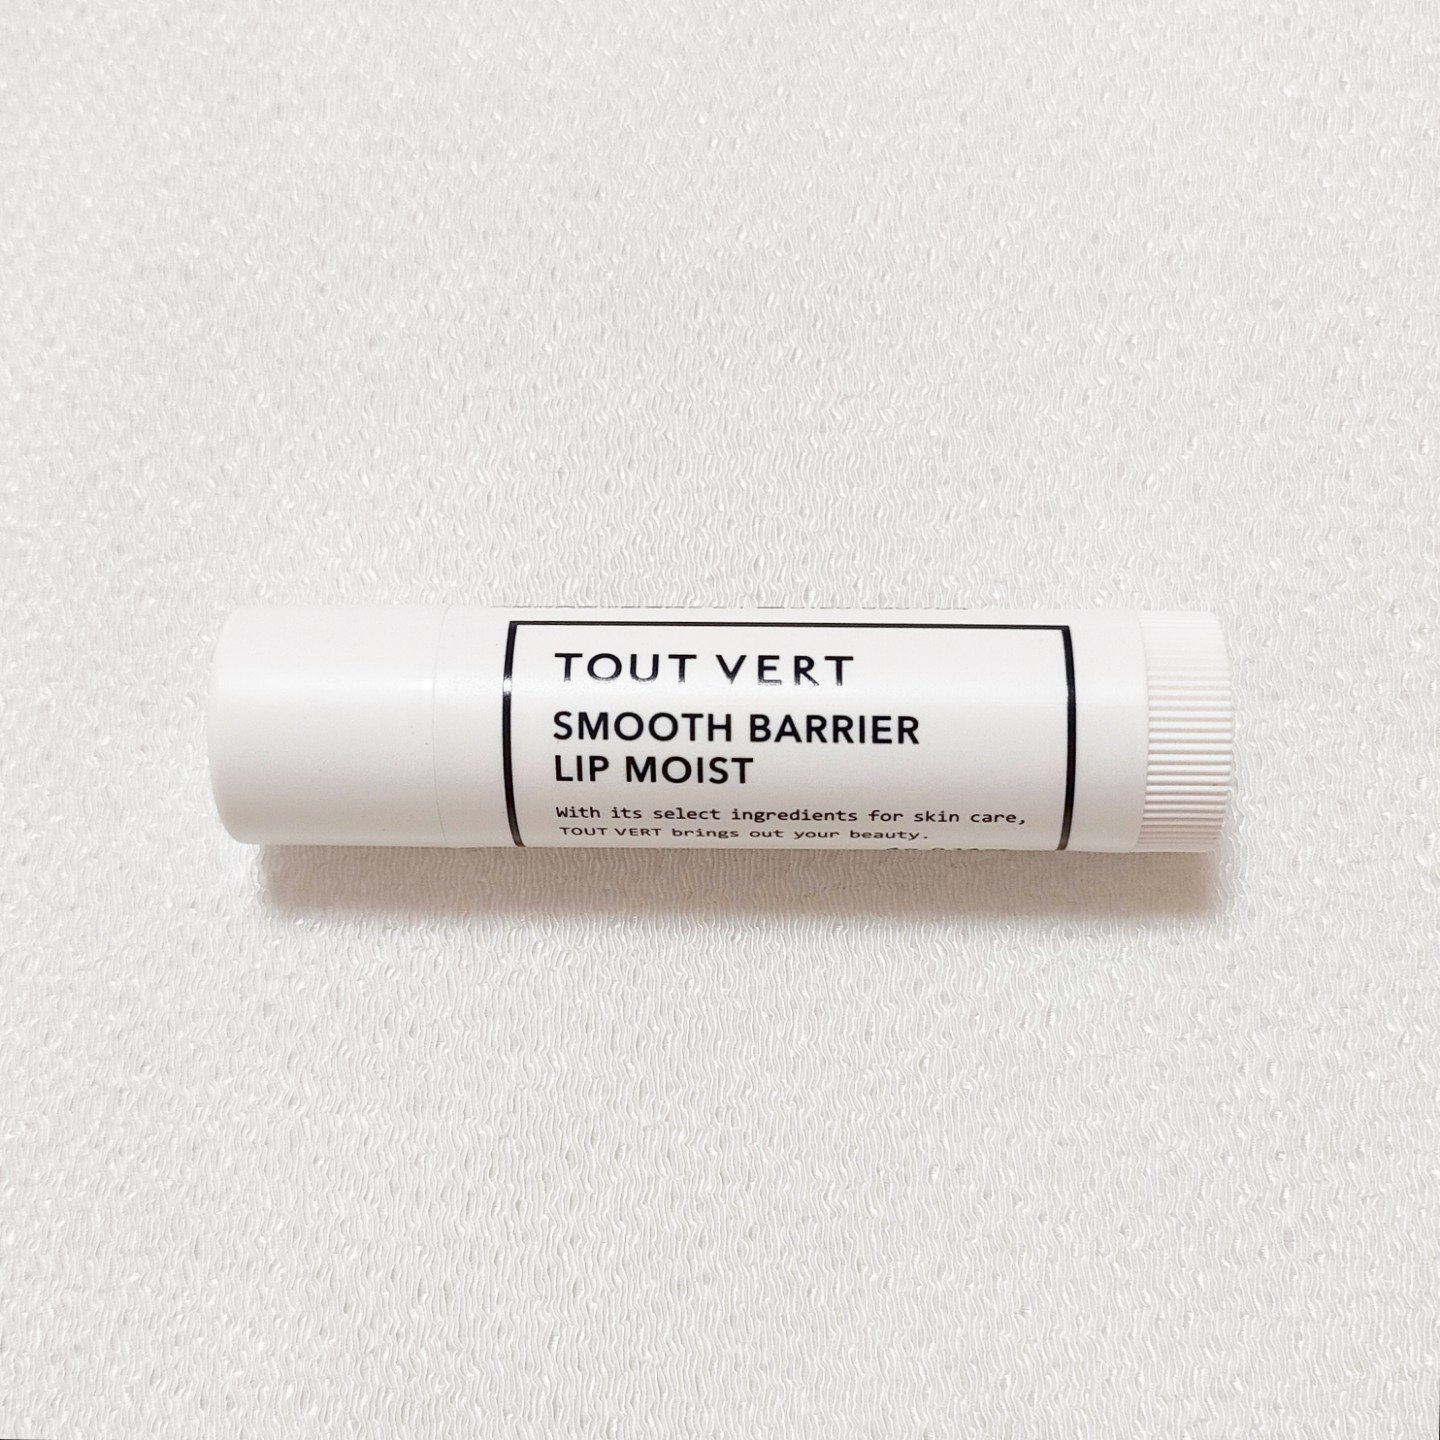 TOUT VERT
SMOOTH BARRIER
LIP MOIST
With its select ingredients for skin care,
TOUT VERT brings out your beauty.